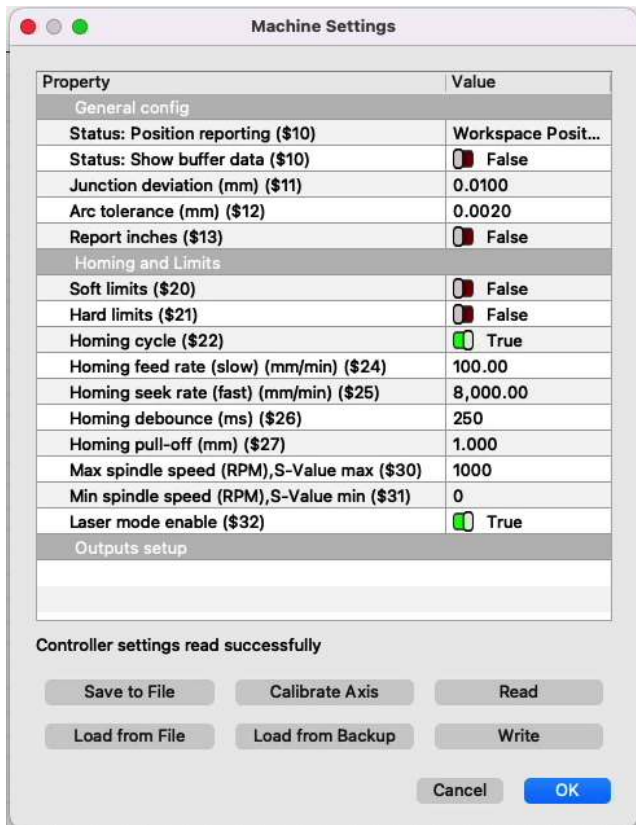 Machine Settings
Property Value
General config
Status: Position reporting ($10) Workspace Posit...
Status: Show buffer data ($10) False
Junction deviation (mm) ($11) 0.0100
Arc tolerance (mm) ($12) 0.0020
Report inches ($13) False
Homing and Limits
Soft limits ($20) False
Hard limits ($21) False
Homing cycle ($22) True
Homing feed rate (slow) (mm/min) ($24) 100.00
Homing seek rate (fast) (mm/min) ($25) 8,000.00
Homing debounce (ms) ($26) 250
Homing pull-off (mm) ($27) 1.000
Max spindle speed (RPM),S-Value max ($30) 1000
Min spindle speed (RPM),S-Value min ($31) 0
Laser mode enable ($32) True
Outputs setup
Controller settings read successfully
Save to File Calibrate Axis Read
Load from File Load from Backup Write
Cancel OK